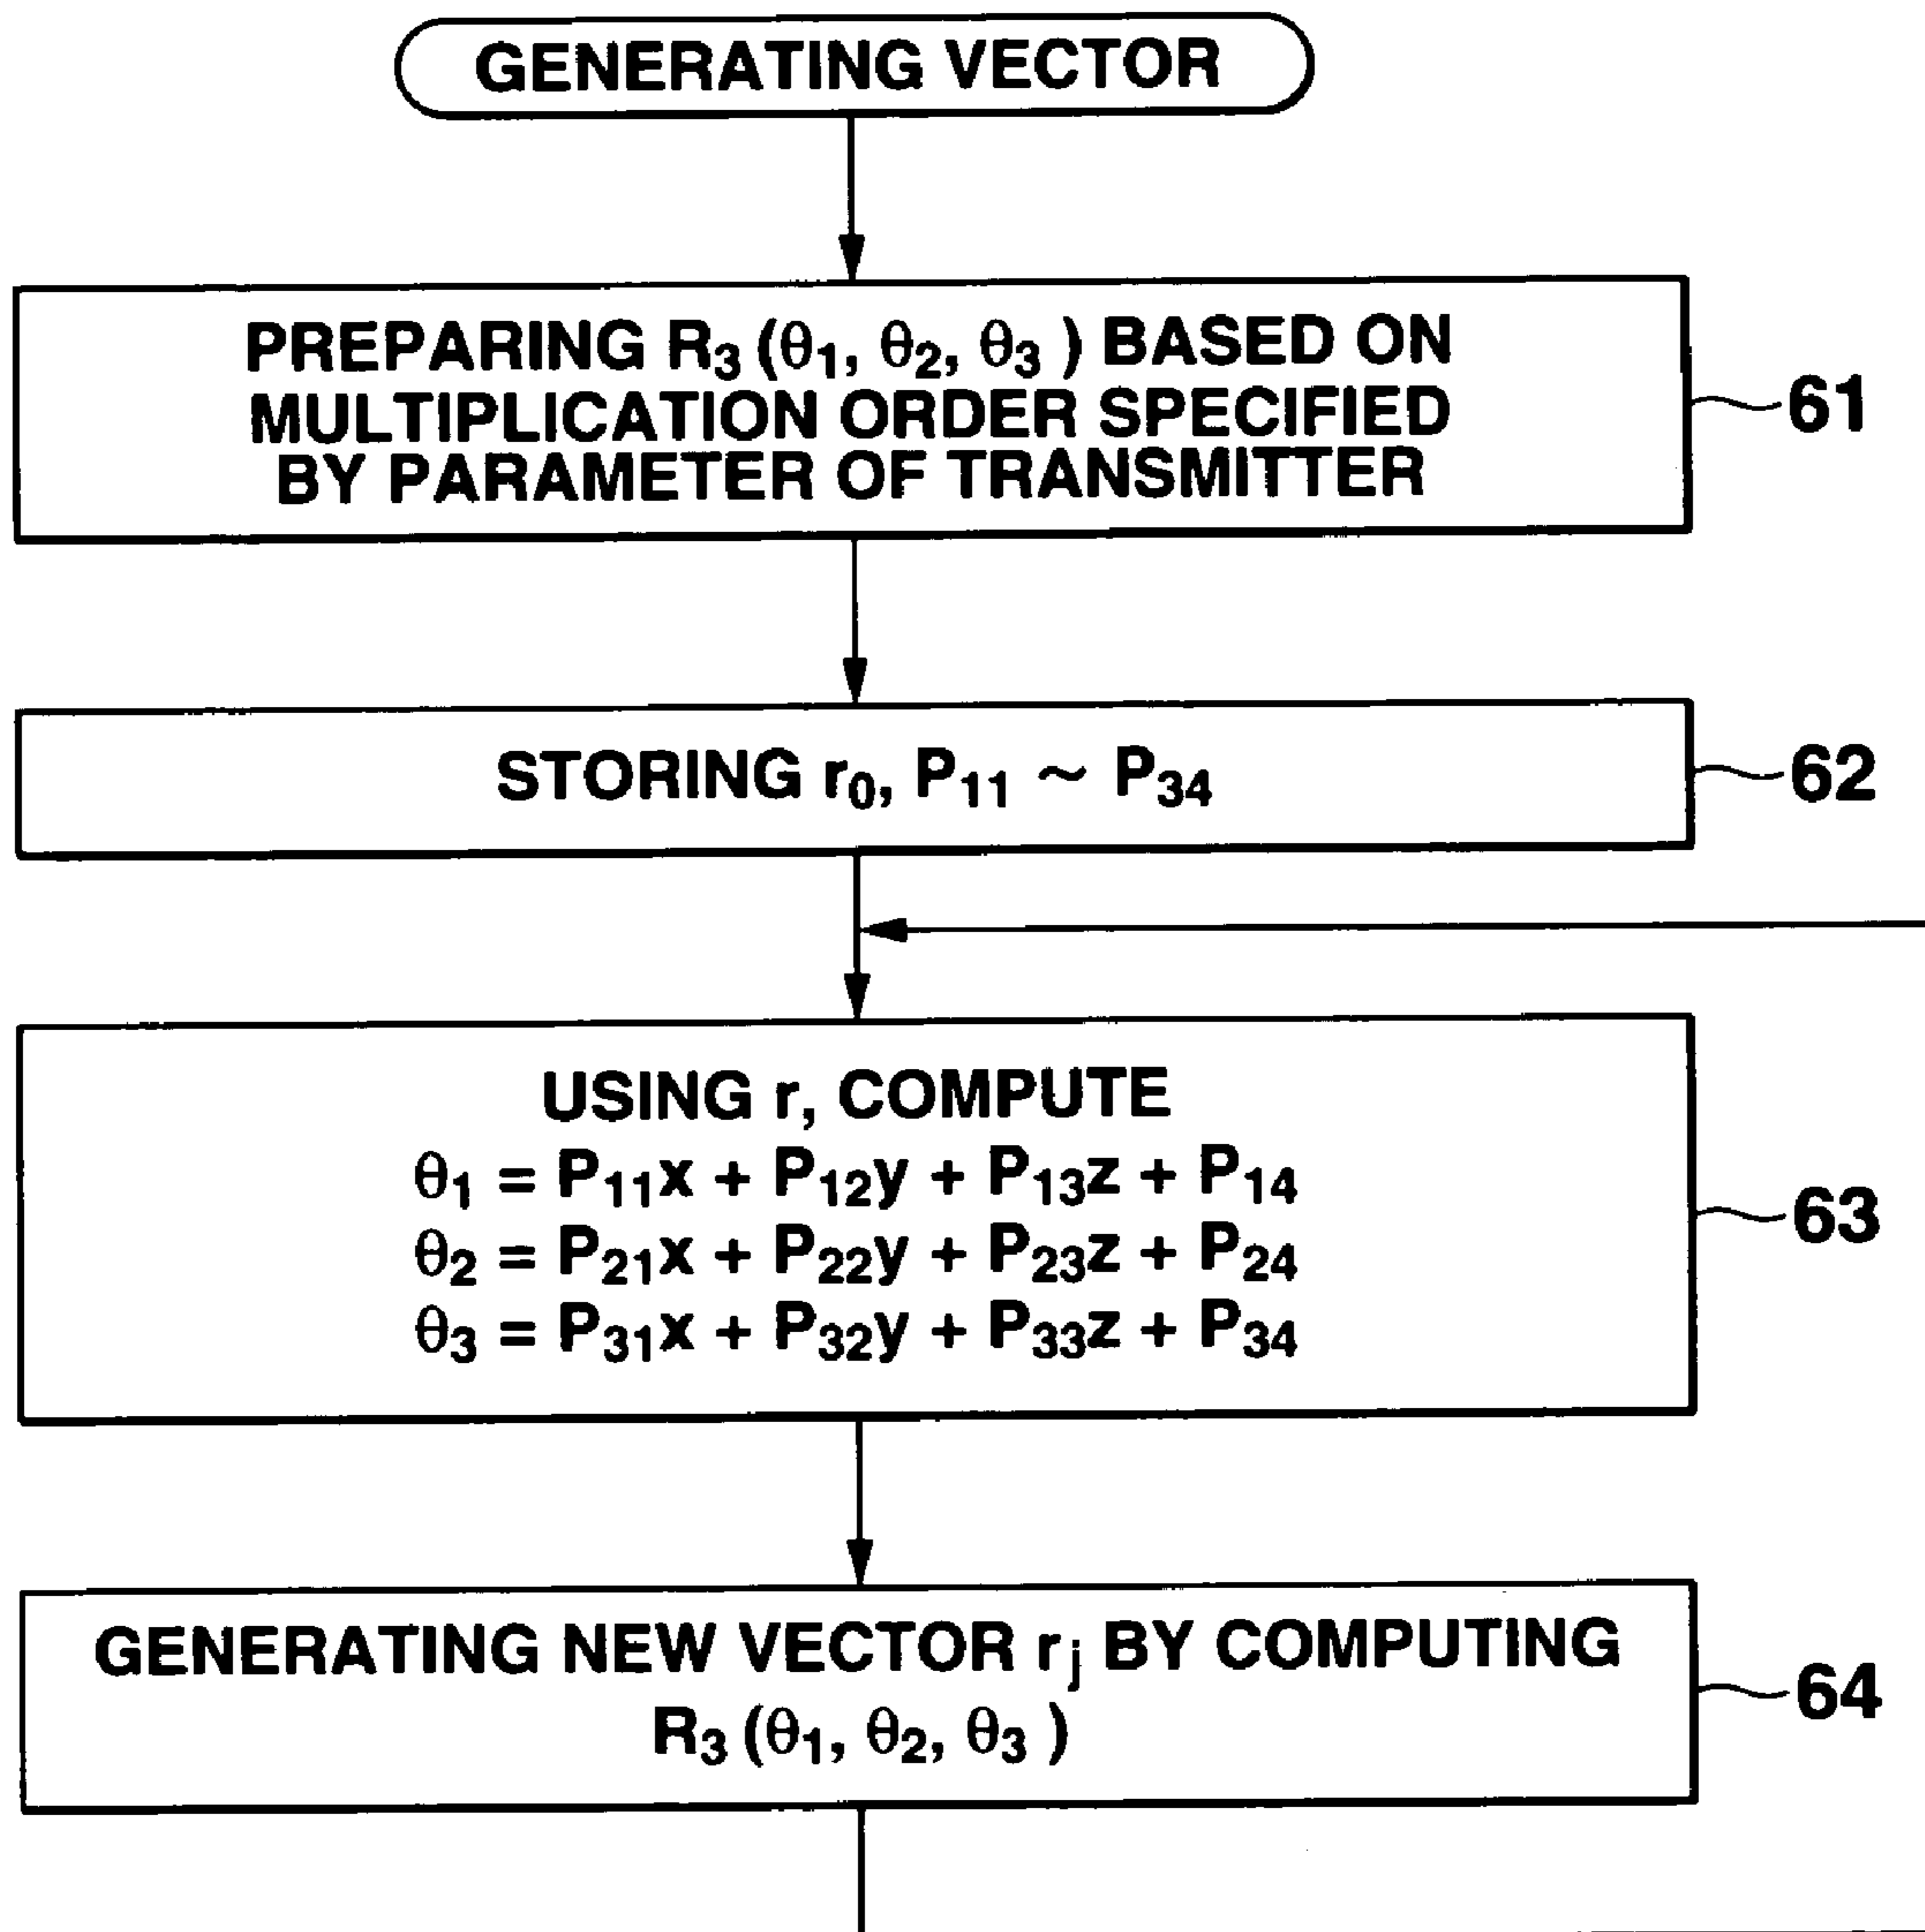 GENERATING VECTOR
PREPARING R₃ (θ₁, θ₂, θ₃ ) BASED ON
MULTIPLICATION ORDER SPECIFIED
BY PARAMETER OF TRANSMITTER
61
STORING r₀, P₁₁ ~ P₃₄
62
USING r, COMPUTE
θ₁ = P₁₁x + P₁₂y + P₁₃z + P₁₄
θ₂ = P₂₁x + P₂₂y + P₂₃z + P₂₄
θ₃ = P₃₁x + P₃₂y + P₃₃z + P₃₄
63
GENERATING NEW VECTOR rⱼ BY COMPUTING
R₃ (θ₁, θ₂, θ₃ )
64